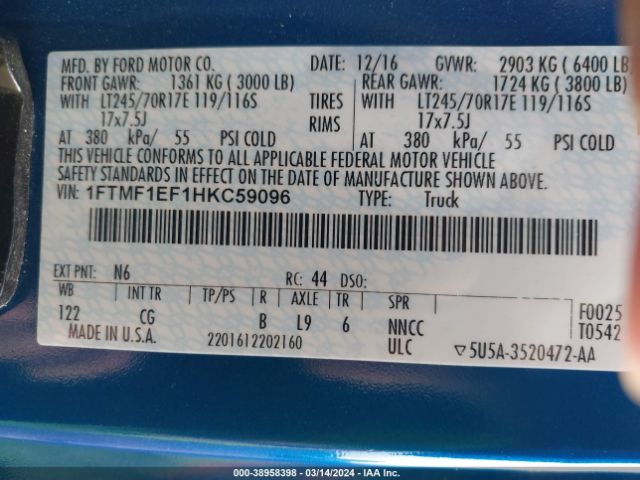 MFD. BY FORD MOTOR CO. DATE: 12/16 GVWR: 2903 KG ( 6400 LB)
FRONT GAWR: 1361 KG ( 3000 LB) REAR GAWR: 1724 KG ( 3800 LB)
WITH LT245/70R17E 119/116S TIRES WITH LT245/70R17E 119/116S
17x7.5J RIMS 17x7.5J
AT 380 kPa/ 55 PSI COLD AT 380 kPa/ 55 PSI COLD
THIS VEHICLE CONFORMS TO ALL APPLICABLE FEDERAL MOTOR VEHICLE
SAFETY STANDARDS IN EFFECT ON THE DATE OF MANUFACTURE SHOWN ABOVE.
VIN: 1FTMF1EF1HKC59096 TYPE: Truck
EXT PNT: N6 RC: 44 DSO:
WB INT TR TP/PS R AXLE TR SPR F0025
122 CG B L9 6 NNCC T0542
MADE IN U.S.A. 2201612202160 ULC ▽5U5A-3520472-AA
000-38958398 - 03/14/2024 - IAA Inc.